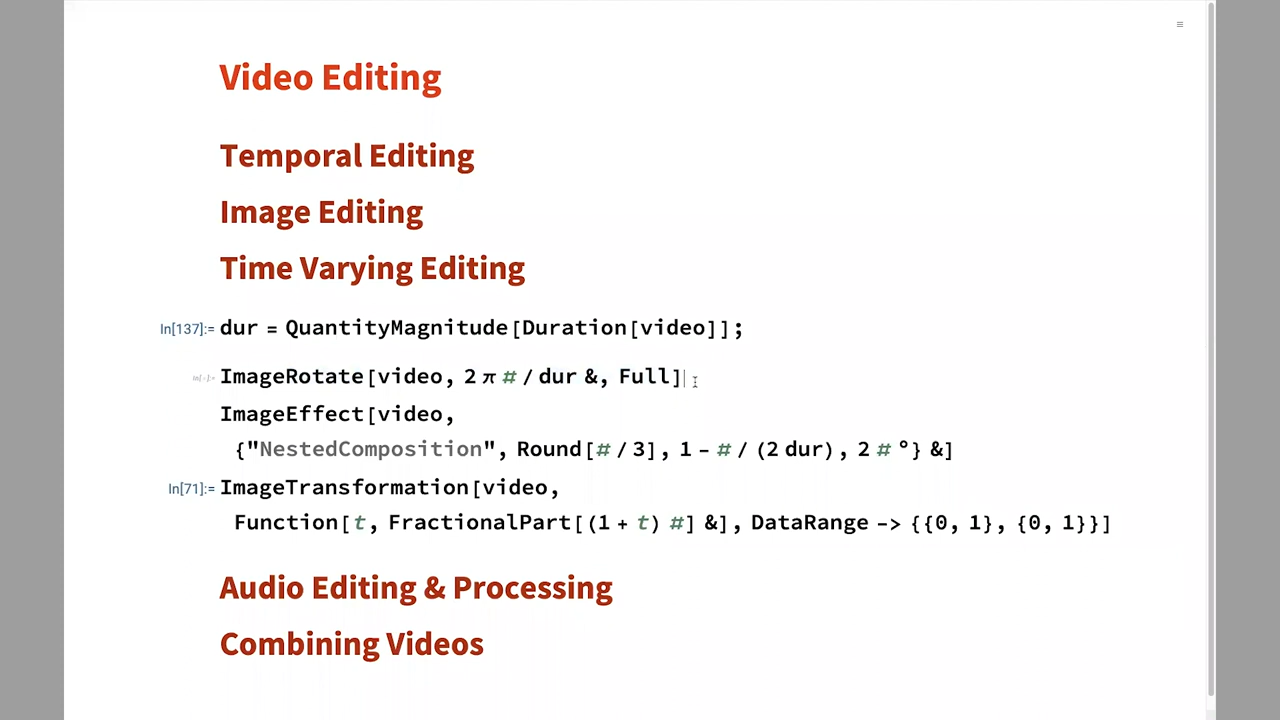 Video Editing
Temporal Editing
Image Editing
Time Varying Editing
In[137]:= dur = QuantityMagnitude[Duration[video]];
ImageRotate[video, 2 π # / dur &, Full]
ImageEffect[video,
{"NestedComposition", Round[# / 3], 1 - # / (2 dur), 2 # °} &]
In[71]:= ImageTransformation[video,
Function[t, FractionalPart[(1 + t) #] &], DataRange -> {{0, 1}, {0, 1}}]
Audio Editing & Processing
Combining Videos